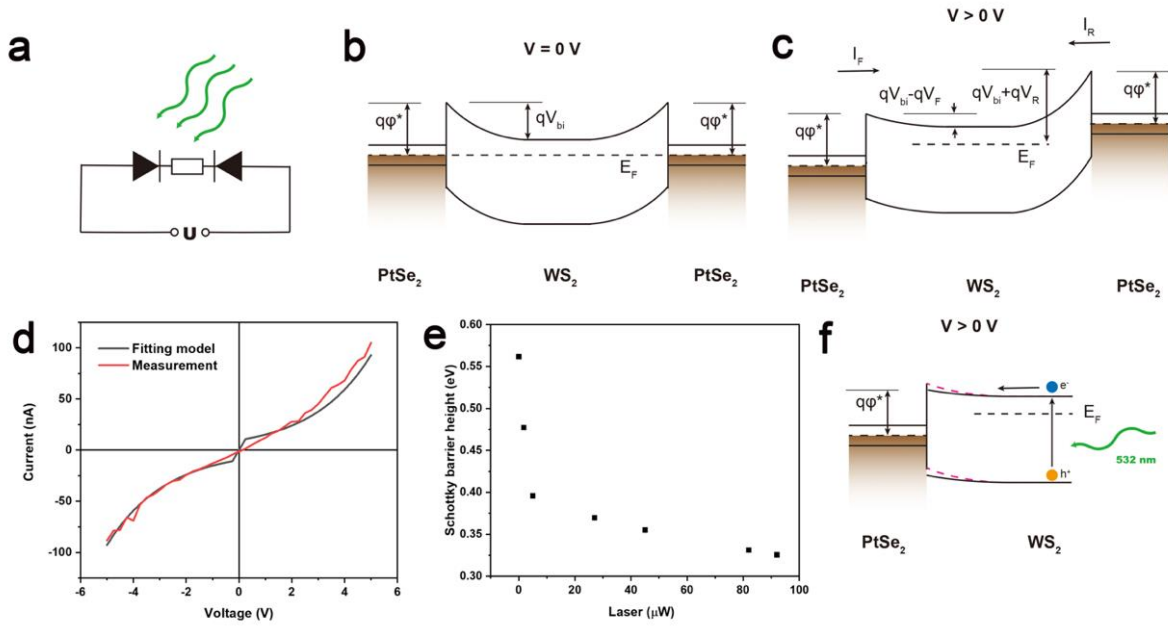 a
U
b
V = 0 V
qφ*
qV_bi
qφ*
E_F
PtSe₂
WS₂
PtSe₂
c
V > 0 V
I_F
I_R
qφ*
qV_bi-qV_F
qV_bi+qV_R
qφ*
E_F
PtSe₂
WS₂
PtSe₂
d
Fitting model
Measurement
Current (nA)
100
50
0
-50
-100
-6
-4
-2
0
2
4
6
Voltage (V)
e
Schottky barrier height (eV)
0.60
0.55
0.50
0.45
0.40
0.35
0.30
0
20
40
60
80
100
Laser (μW)
f
V > 0 V
qφ*
e⁻
E_F
532 nm
h⁺
PtSe₂
WS₂